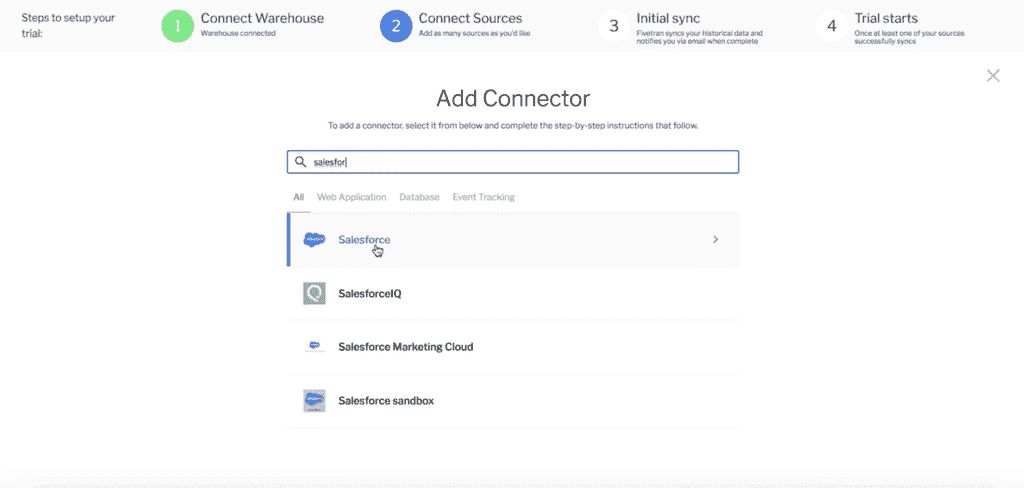 Steps to setup your
trial:
1
Connect Warehouse
Warehouse connected
2
Connect Sources
Add as many sources as you'd like
3
Initial sync
Fivetran syncs your historical data and
notifies you via email when complete
4
Trial starts
Once at least one of your sources
successfully syncs
Add Connector
To add a connector, select it from below and complete the step-by-step instructions that follow.
salesfor
All Web Application Database Event Tracking
Salesforce
SalesforceIQ
Salesforce Marketing Cloud
Salesforce sandbox